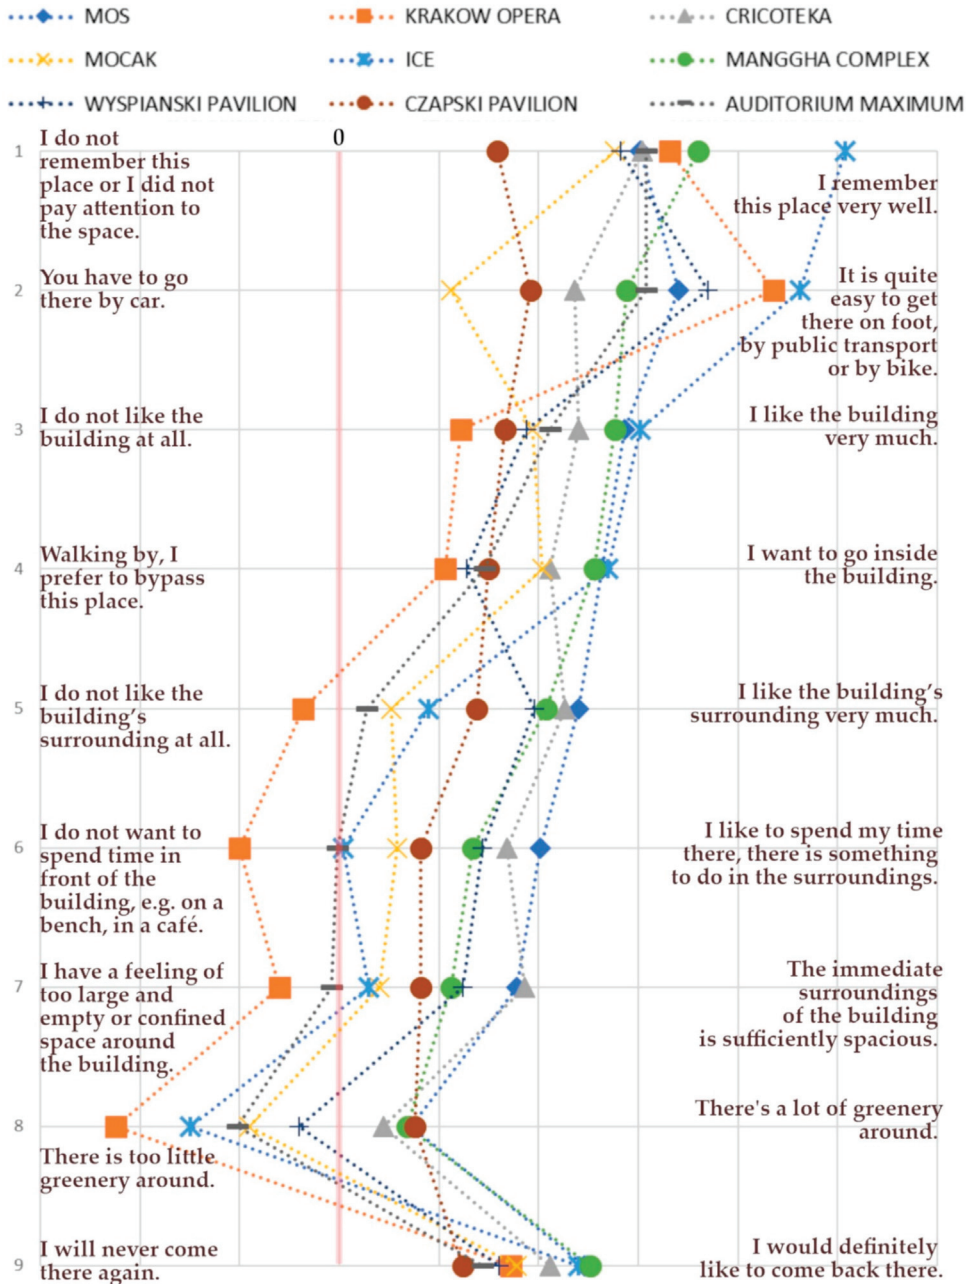 MOS KRAKOW OPERA CRICOTEKA
MOCAK ICE MANGGHA COMPLEX
WYSPIANSKI PAVILION CZAPSKI PAVILION AUDITORIUM MAXIMUM
0
1
I do not
remember this
place or I did not
pay attention to
the space.
I remember
this place very well.
2
You have to go
there by car.
It is quite
easy to get
there on foot,
by public transport
or by bike.
3
I do not like the
building at all.
I like the building
very much.
4
Walking by, I
prefer to bypass
this place.
I want to go inside
the building.
5
I do not like the
building’s
surrounding at all.
I like the building’s
surrounding very much.
6
I do not want to
spend time in
front of the
building, e.g. on a
bench, in a café.
I like to spend my time
there, there is something
to do in the surroundings.
7
I have a feeling of
too large and
empty or confined
space around
the building.
The immediate
surroundings
of the building
is sufficiently spacious.
8
There is too little
greenery around.
There's a lot of greenery
around.
9
I will never come
there again.
I would definitely
like to come back there.